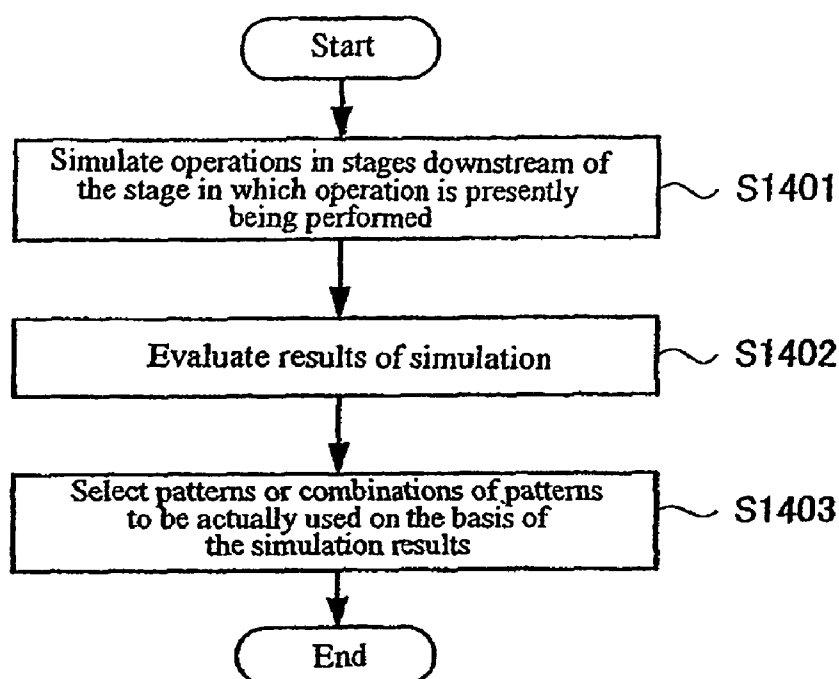 Start
Simulate operations in stages downstream of
the stage in which operation is presently
being performed
S1401
Evaluate results of simulation
S1402
Select patterns or combinations of patterns
to be actually used on the basis of
the simulation results
S1403
End